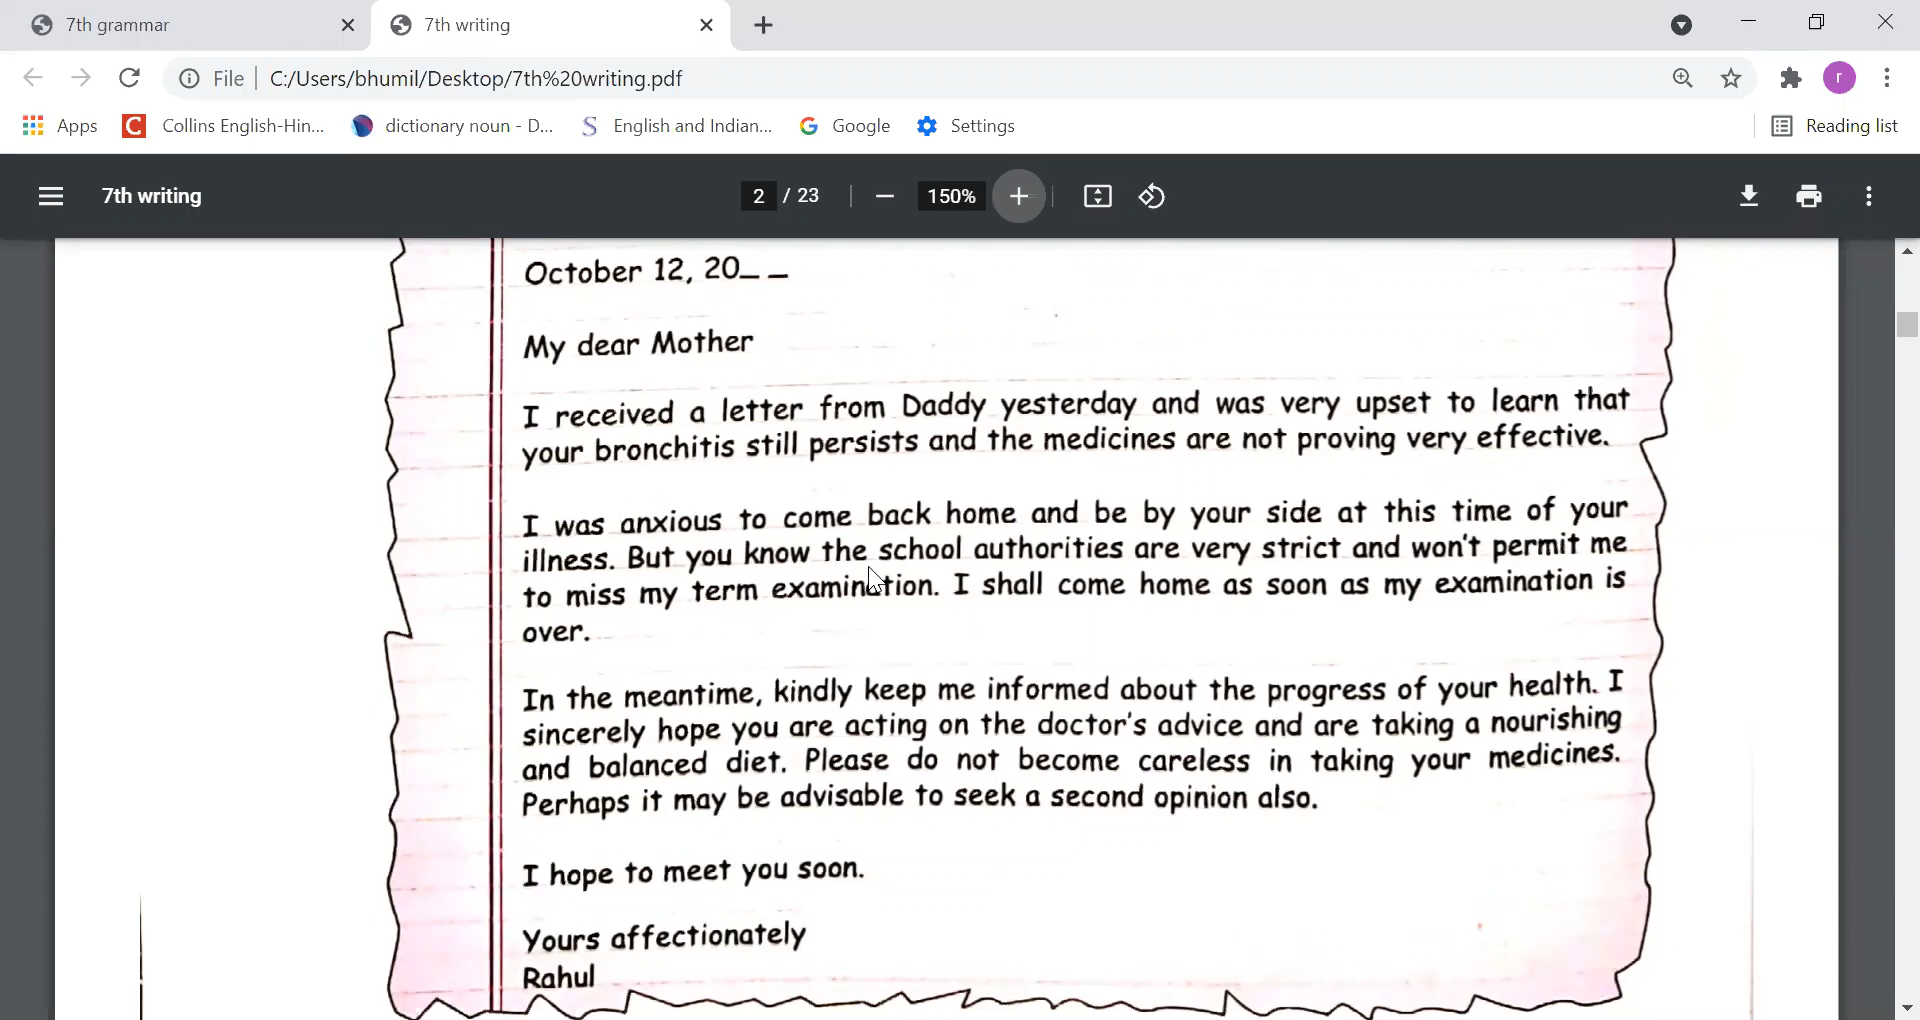 7th grammar
7th writing
File
C:/Users/bhumil/Desktop/7th%20writing.pdf
r
Apps
Collins English-Hin...
dictionary noun - D...
English and Indian...
Google
Settings
Reading list
7th writing
2 / 23
150%
October 12, 20_ _
My dear Mother
I received a letter from Daddy yesterday and was very upset to learn that
your bronchitis still persists and the medicines are not proving very effective.
I was anxious to come back home and be by your side at this time of your
illness. But you know the school authorities are very strict and won't permit me
to miss my term examination. I shall come home as soon as my examination is
over.
In the meantime, kindly keep me informed about the progress of your health. I
sincerely hope you are acting on the doctor's advice and are taking a nourishing
and balanced diet. Please do not become careless in taking your medicines.
Perhaps it may be advisable to seek a second opinion also.
I hope to meet you soon.
Yours affectionately
Rahul